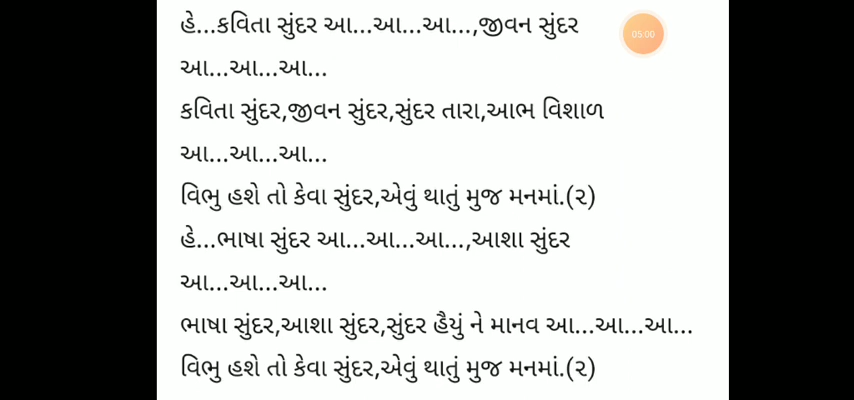 હે...કવિતા સુંદર આ...આ...આ...,જીવન સુંદર
05:00
આ...આ...આ...
કવિતા સુંદર,જીવન સુંદર,સુંદર તારા,આભ વિશાળ
આ...આ...આ...
વિભુ હશે તો કેવા સુંદર,એવું થાતું મુજ મનમાં.(૨)
હે...ભાષા સુંદર આ...આ...આ...,આશા સુંદર
આ...આ...આ...
ભાષા સુંદર,આશા સુંદર,સુંદર હૈયું ને માનવ આ...આ...આ...
વિભુ હશે તો કેવા સુંદર,એવું થાતું મુજ મનમાં.(૨)